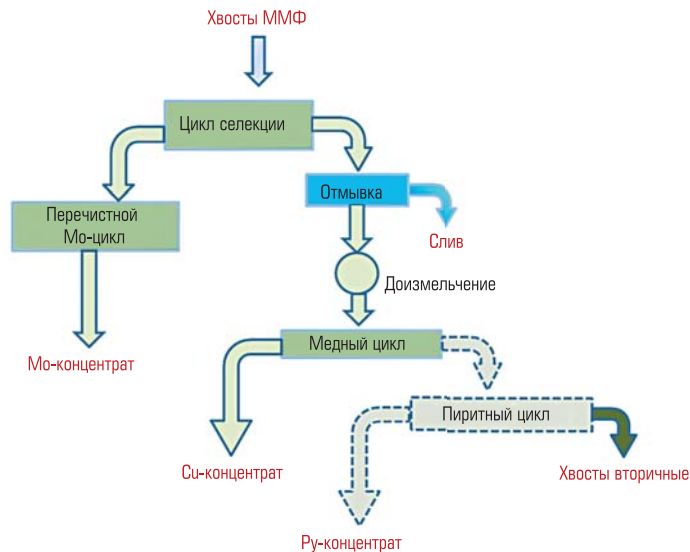 Хвосты ММФ
Цикл селекции
Отмывка
Перечистной
Мо-цикл
Слив
Доизмельчение
Медный цикл
Мо-концентрат
Пиритный цикл
Cu-концентрат
Хвосты вторичные
Ру-концентрат